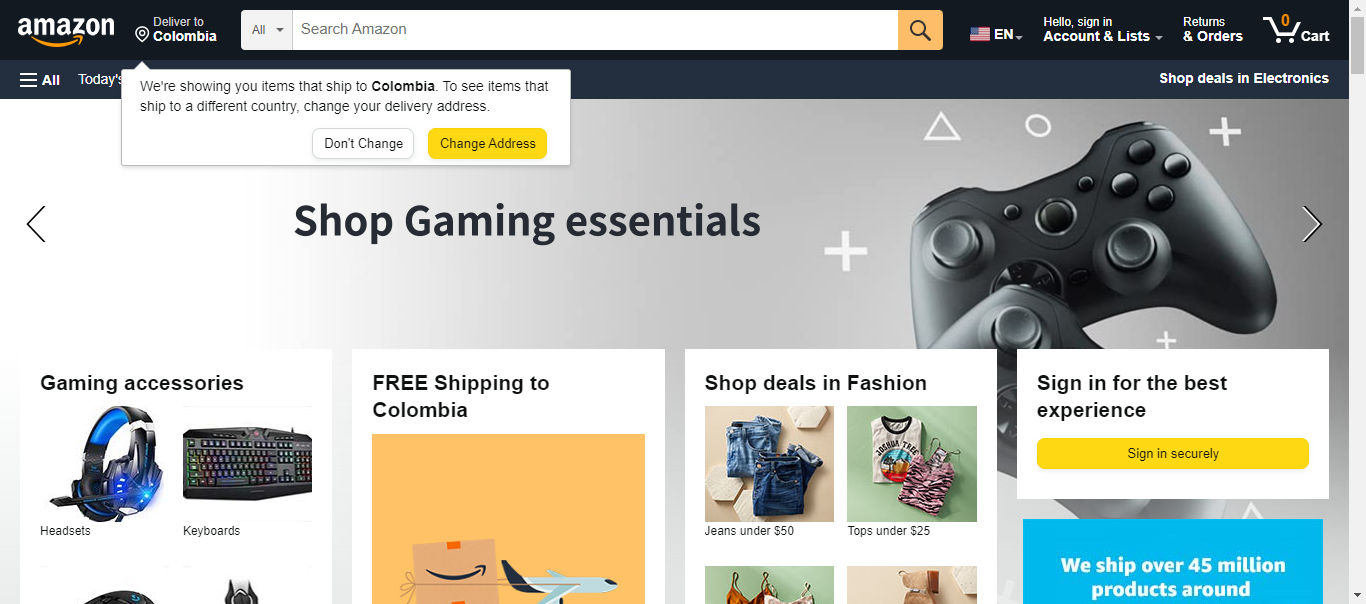 amazon
Deliver to
Colombia
All
Search Amazon
EN
Hello, sign in
Account & Lists
Returns
& Orders
0
Cart
All
Today's
Shop deals in Electronics
We're showing you items that ship to Colombia. To see items that
ship to a different country, change your delivery address.
Don't Change
Change Address
Shop Gaming essentials
Gaming accessories
Headsets
Keyboards
FREE Shipping to
Colombia
Shop deals in Fashion
JOSHUA TREE
Jeans under $50
Tops under $25
Sign in for the best
experience
Sign in securely
We ship over 45 million
products around